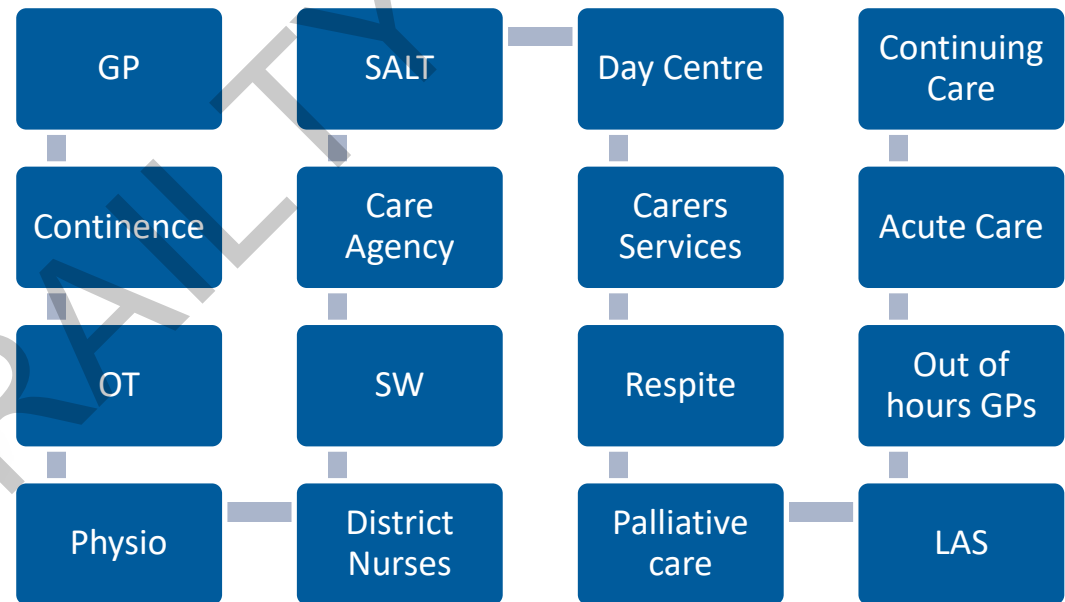 GP
Continence
OT
Physio
District
Nurses
SW
Care
Agency
SALT
Day Centre
Carers
Services
Respite
Palliative
care
LAS
Out of
hours GPs
Acute Care
Continuing
Care
RAILTY